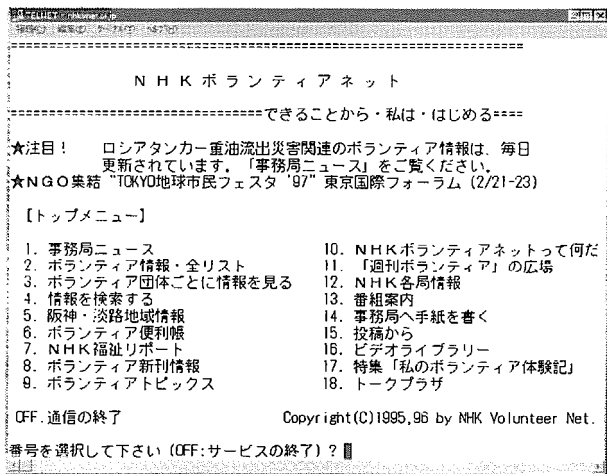 NHKボランティアネット
================================できることから・私は・はじめる====
★注目！　ロシアタンカー重油流出災害関連のボランティア情報は、毎日
更新されています．「事務局ニュース」をご覧ください．
★NGO集結 "TOKYO地球市民フェスタ '97" 東京国際フォーラム (2/21-23)
【トップメニュー】
1. 事務局ニュース
2. ボランティア情報・全リスト
3. ボランティア団体ごとに情報を見る
4. 情報を検索する
5. 阪神・淡路地域情報
6. ボランティア便利帳
7. NHK福祉リポート
8. ボランティア新刊情報
9. ボランティアトピックス
10. NHKボランティアネットって何だ
11. 「週刊ボランティア」の広場
12. NHK各局情報
13. 番組案内
14. 事務局へ手紙を書く
15. 投稿から
16. ビデオライブラリー
17. 特集「私のボランティア体験記」
18. トークプラザ
OFF.通信の終了
Copyright(C)1995,96 by NHK Volunteer Net.
番号を選択して下さい (OFF:サービスの終了) ?